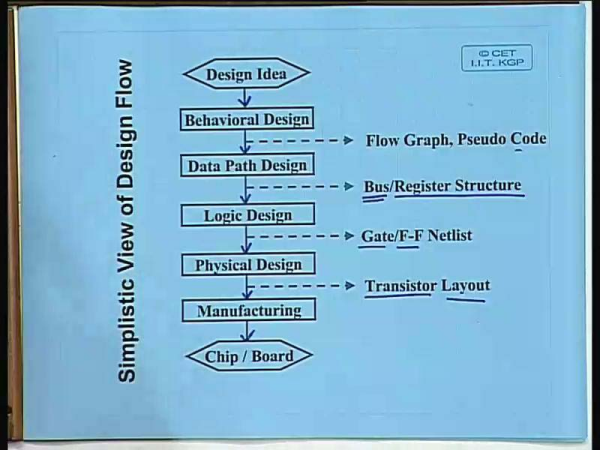 Simplistic View of Design Flow
© CET
I.I.T. KGP
Design Idea
Behavioral Design
Flow Graph, Pseudo Code
Data Path Design
Bus/Register Structure
Logic Design
Gate/F-F Netlist
Physical Design
Transistor Layout
Manufacturing
Chip / Board